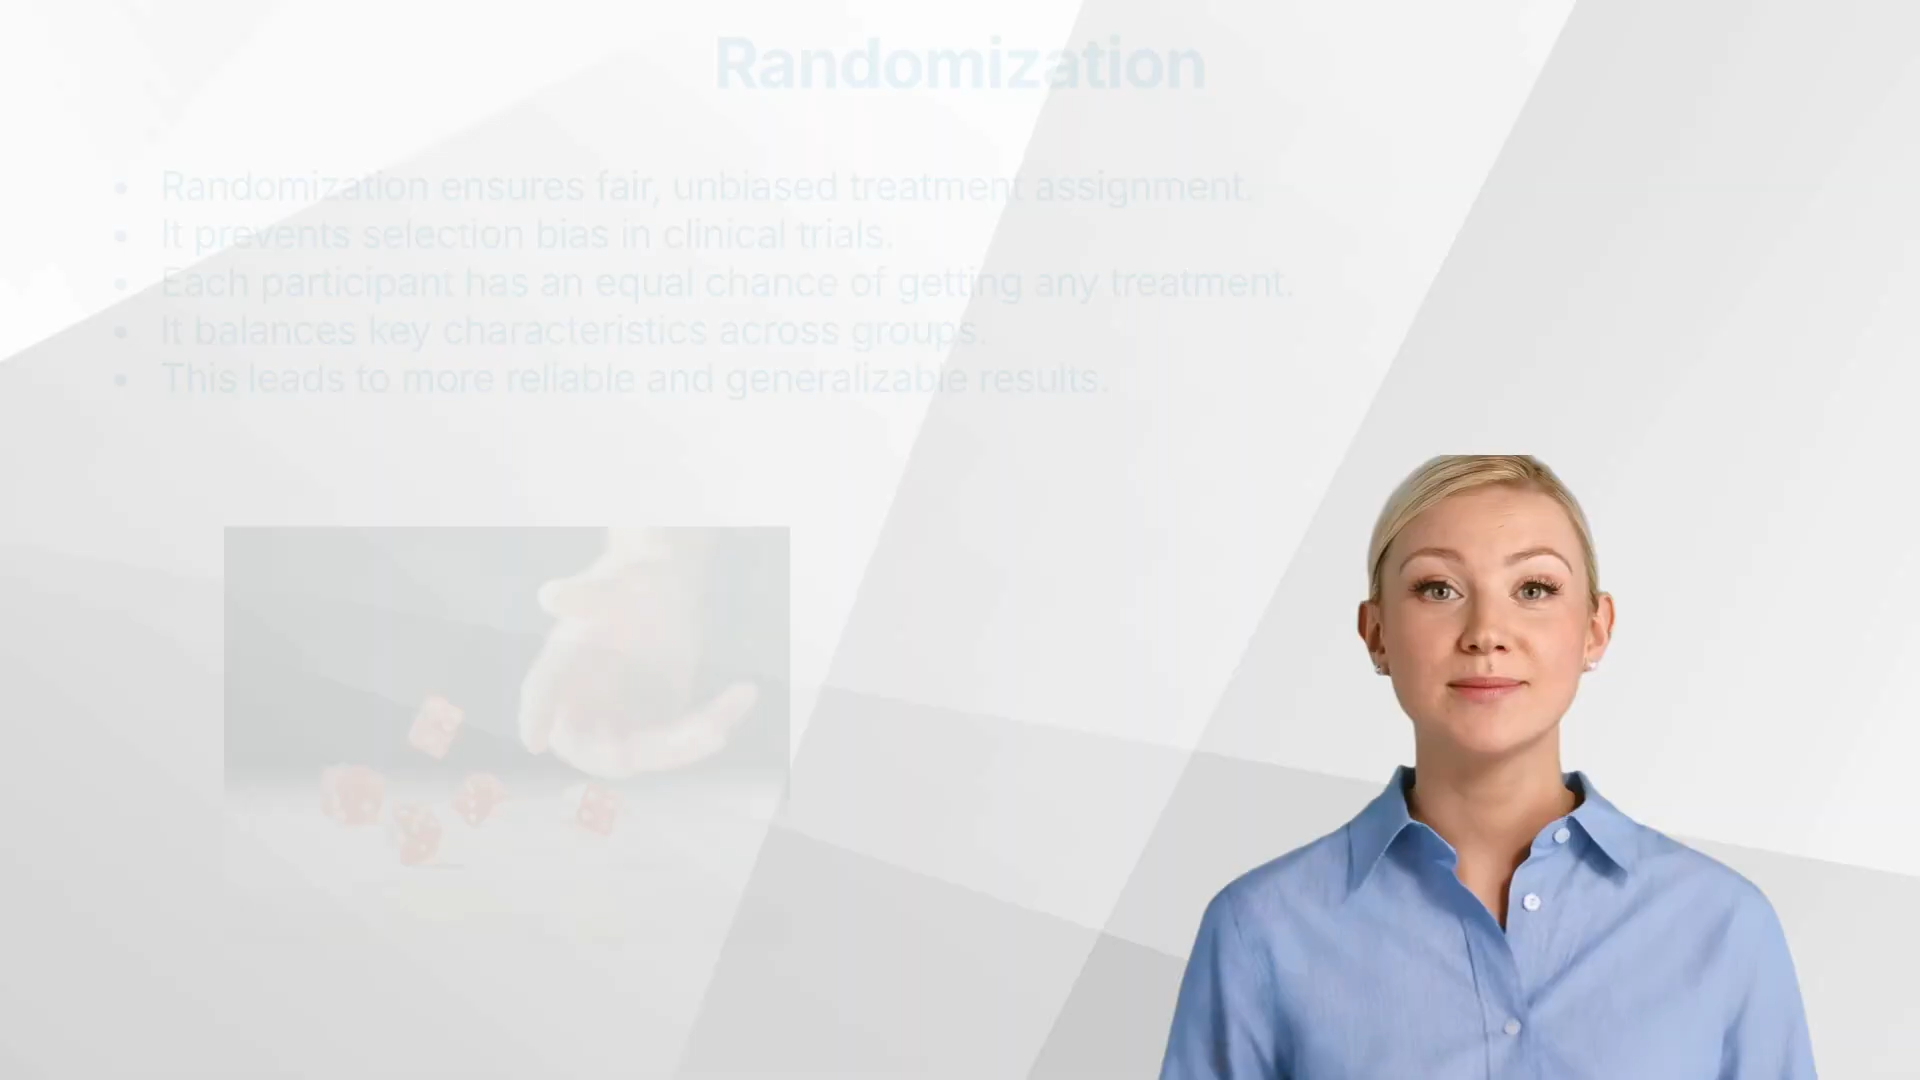 Randomization
• Randomization ensures fair, unbiased treatment assignment.
• It prevents selection bias in clinical trials.
• Each participant has an equal chance of getting any treatment.
• It balances key characteristics across groups.
• This leads to more reliable and generalizable results.